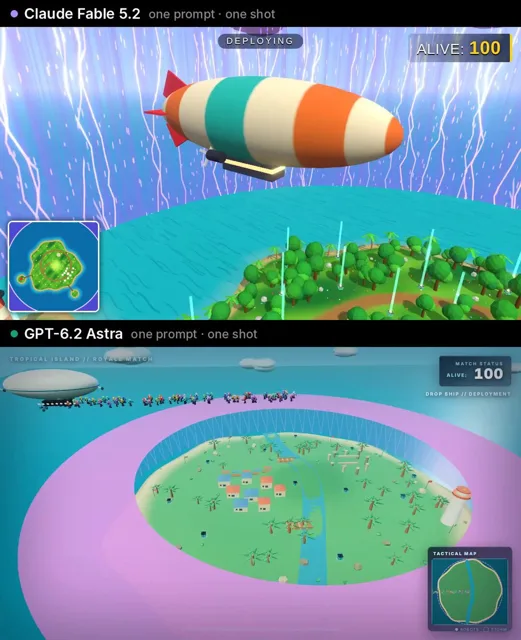 Claude Fable 5.2 one prompt · one shot
DEPLOYING
ALIVE: 100
GPT-6.2 Astra one prompt · one shot
TROPICAL ISLAND // ROYALE MATCH
MATCH STATUS
ALIVE: 100
DROP SHIP // DEPLOYMENT
TACTICAL MAP